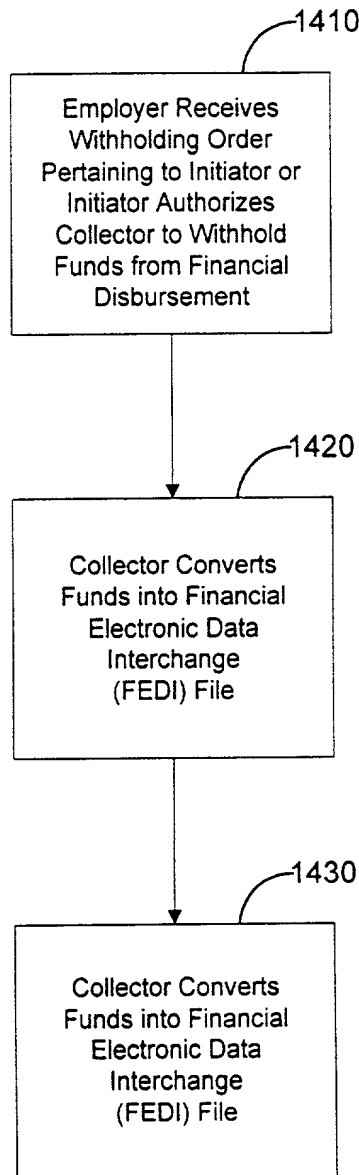 1410
Employer Receives
Withholding Order
Pertaining to Initiator or
Initiator Authorizes
Collector to Withhold
Funds from Financial
Disbursement
1420
Collector Converts
Funds into Financial
Electronic Data
Interchange
(FEDI) File
1430
Collector Converts
Funds into Financial
Electronic Data
Interchange
(FEDI) File